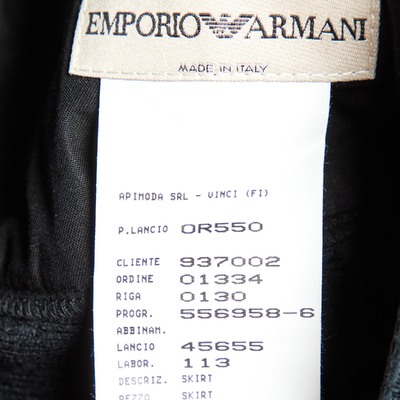 EMPORIO ARMANI
MADE IN ITALY
APIMODA SRL - VINCI (FI)
P.LANCIO OR550
CLIENTE 937002
ORDINE 01334
RIGA 0130
PROGR. 556958-6
ABBINAM.
LANCIO 45655
LABOR. 113
DESCRIZ. SKIRT
PEZZO SKIRT